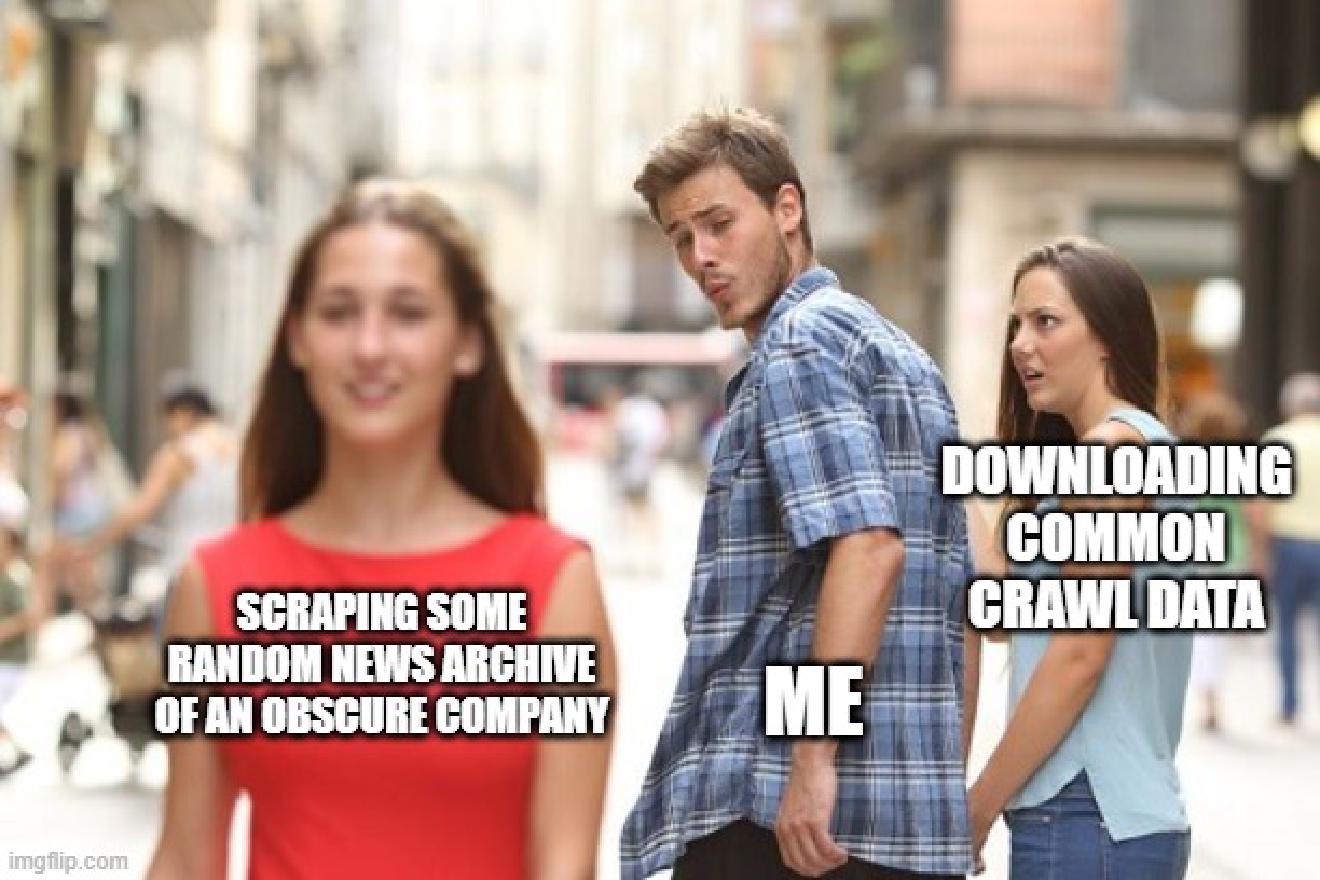 DOWNLOADING
COMMON
CRAWL DATA
SCRAPING SOME
RANDOM NEWS ARCHIVE
OF AN OBSCURE COMPANY
ME
imgflip.com